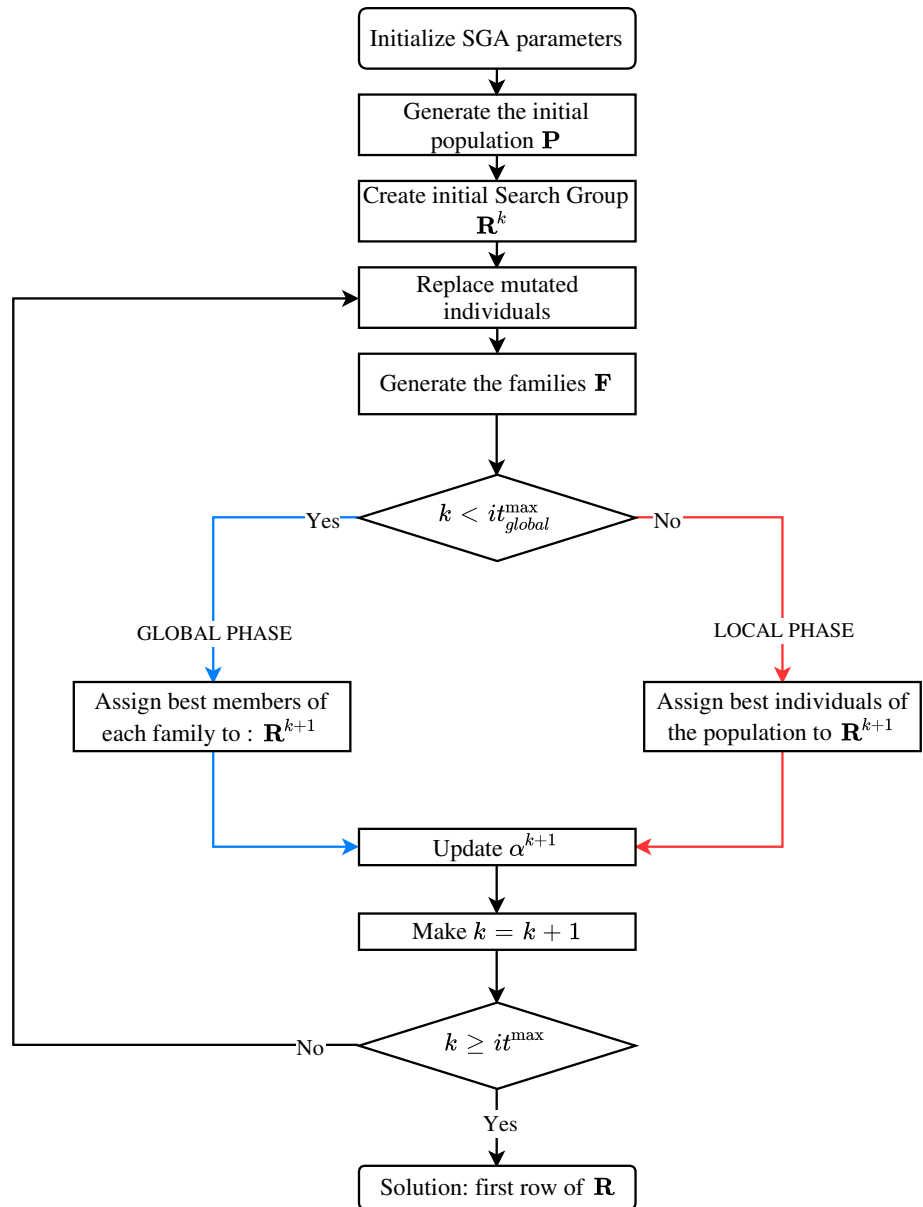 Initialize SGA parameters
Generate the initial
population P
Create initial Search Group
R^k
Replace mutated
individuals
Generate the families F
k < it_{global}^{max}
Yes
No
GLOBAL PHASE
LOCAL PHASE
Assign best members of
each family to : R^{k+1}
Assign best individuals of
the population to R^{k+1}
Update α^{k+1}
Make k = k + 1
k ≥ it^{max}
No
Yes
Solution: first row of R